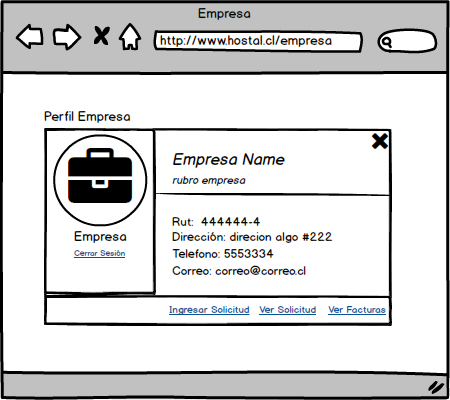 Empresa
http://www.hostal.cl/empresa
Perfil Empresa
Empresa Name
rubro empresa
Empresa
Cerrar Sesión
Rut: 444444-4
Dirección: direcion algo #222
Telefono: 5553334
Correo: correo@correo.cl
Ingresar Solicitud Ver Solicitud Ver Facturas